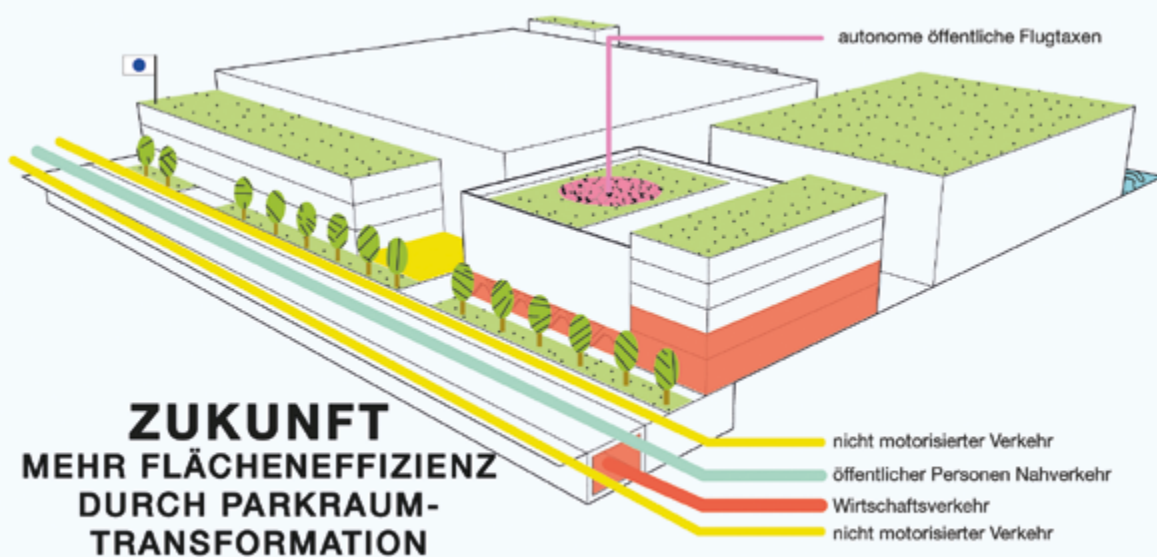 autonome öffentliche Flugtaxen
ZUKUNFT
MEHR FLÄCHENEFFIZIENZ
DURCH PARKRAUM-
TRANSFORMATION
nicht motorisierter Verkehr
öffentlicher Personen Nahverkehr
Wirtschaftsverkehr
nicht motorisierter Verkehr